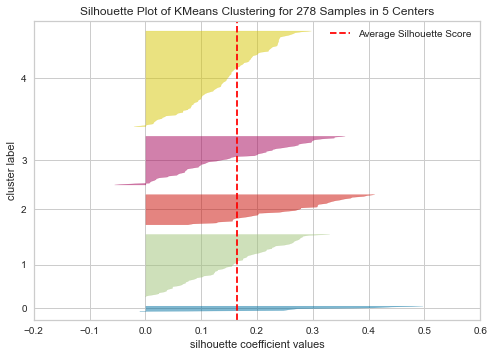 Silhouette Plot of KMeans Clustering for 278 Samples in 5 Centers
Average Silhouette Score
cluster label
4
3
2
1
0
−0.2 −0.1 0.0 0.1 0.2 0.3 0.4 0.5 0.6
silhouette coefficient values